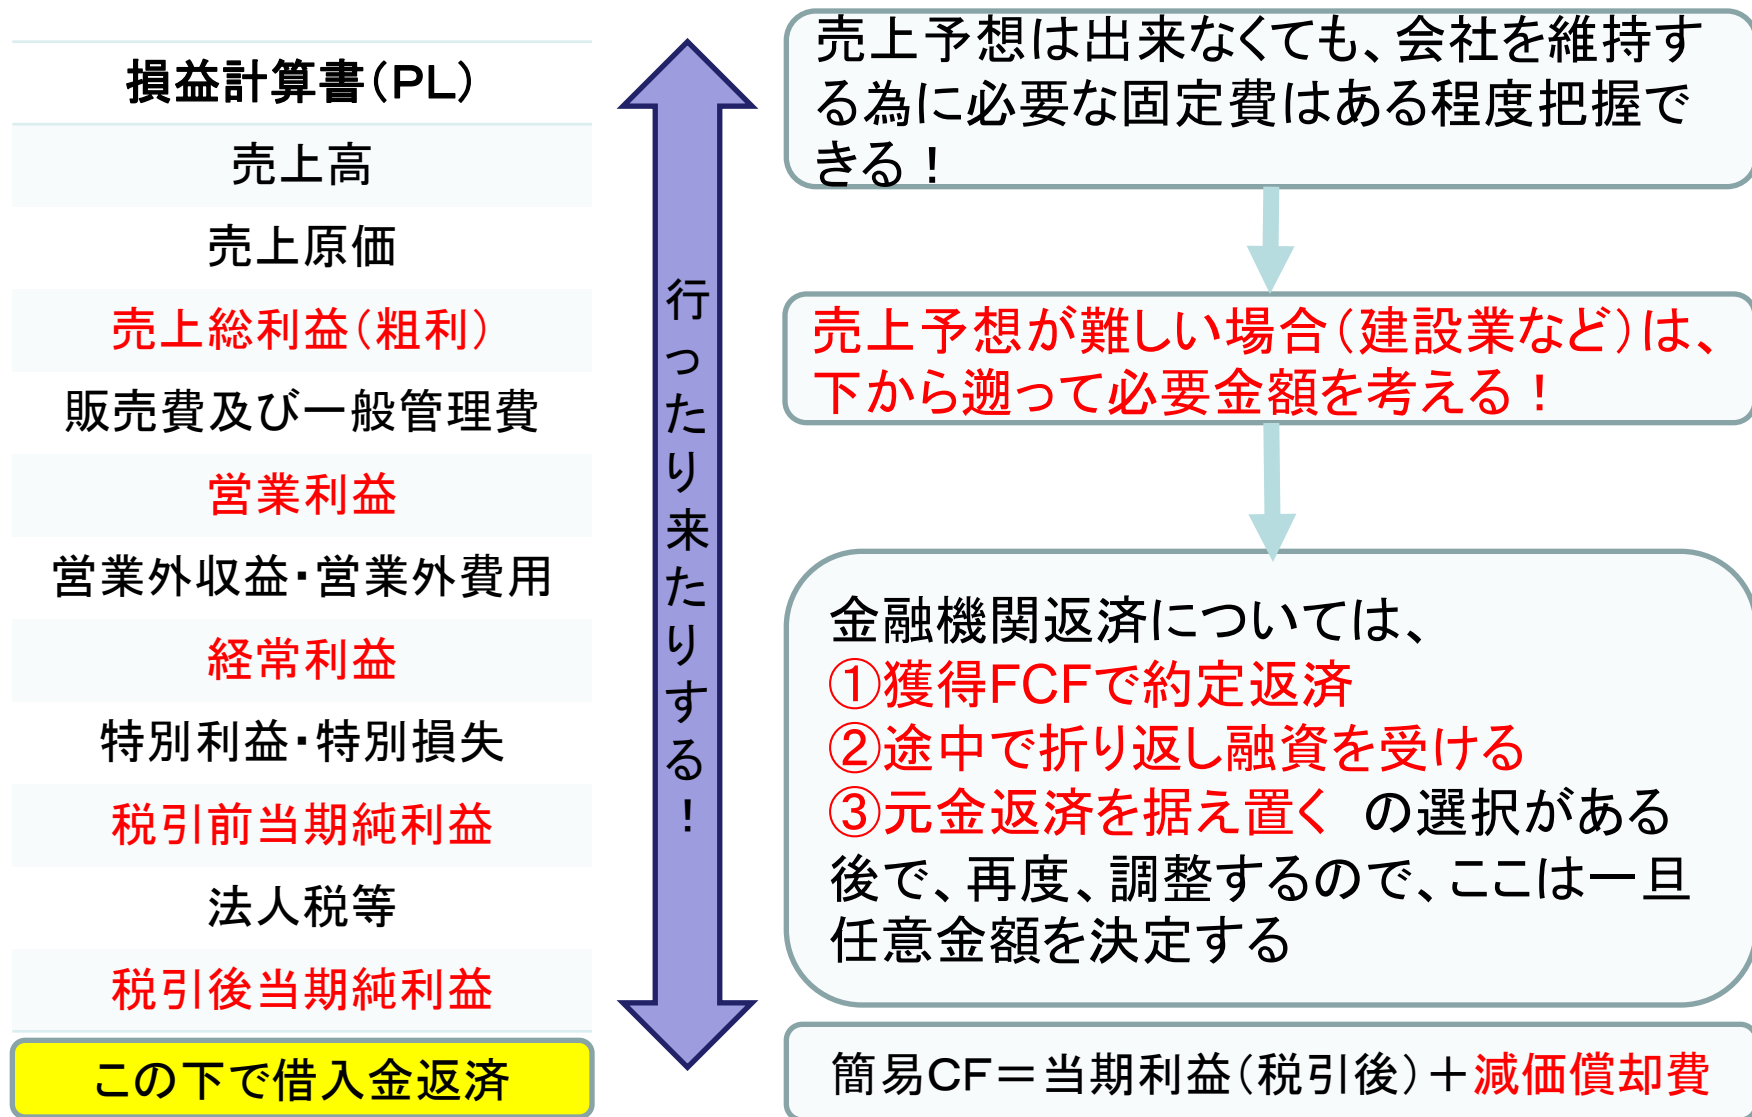 損益計算書（PL）
売上高
売上原価
売上総利益（粗利）
販売費及び一般管理費
営業利益
営業外収益・営業外費用
経常利益
特別利益・特別損失
税引前当期純利益
法人税等
税引後当期純利益
この下で借入金返済
行ったり来たりする！
売上予想は出来なくても、会社を維持す
る為に必要な固定費はある程度把握で
きる！
売上予想が難しい場合（建設業など）は、
下から遡って必要金額を考える！
金融機関返済については、
①獲得FCFで約定返済
②途中で折り返し融資を受ける
③元金返済を据え置く　の選択がある
後で、再度、調整するので、ここは一旦
任意金額を決定する
簡易CF＝当期利益（税引後）＋減価償却費